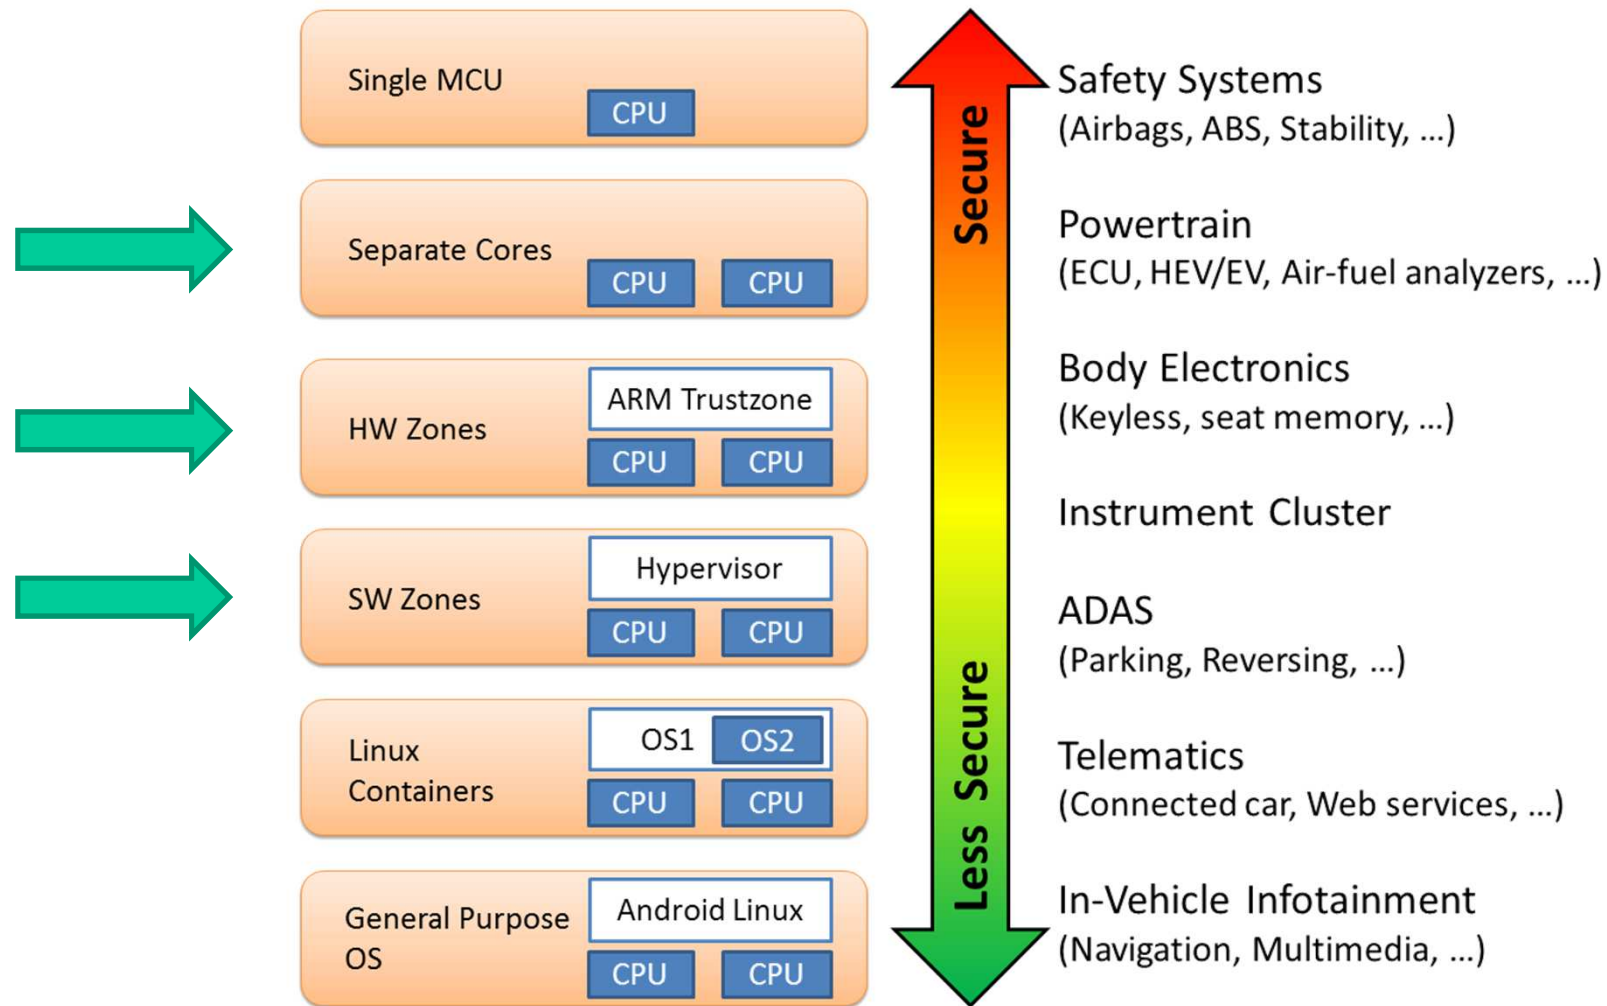 Single MCU
CPU
Separate Cores
CPU CPU
HW Zones
ARM Trustzone
CPU CPU
SW Zones
Hypervisor
CPU CPU
Linux
Containers
OS1 OS2
CPU CPU
General Purpose
OS
Android Linux
CPU CPU
Secure
Less Secure
Safety Systems
(Airbags, ABS, Stability, ...)
Powertrain
(ECU, HEV/EV, Air-fuel analyzers, ...)
Body Electronics
(Keyless, seat memory, ...)
Instrument Cluster
ADAS
(Parking, Reversing, ...)
Telematics
(Connected car, Web services, ...)
In-Vehicle Infotainment
(Navigation, Multimedia, ...)